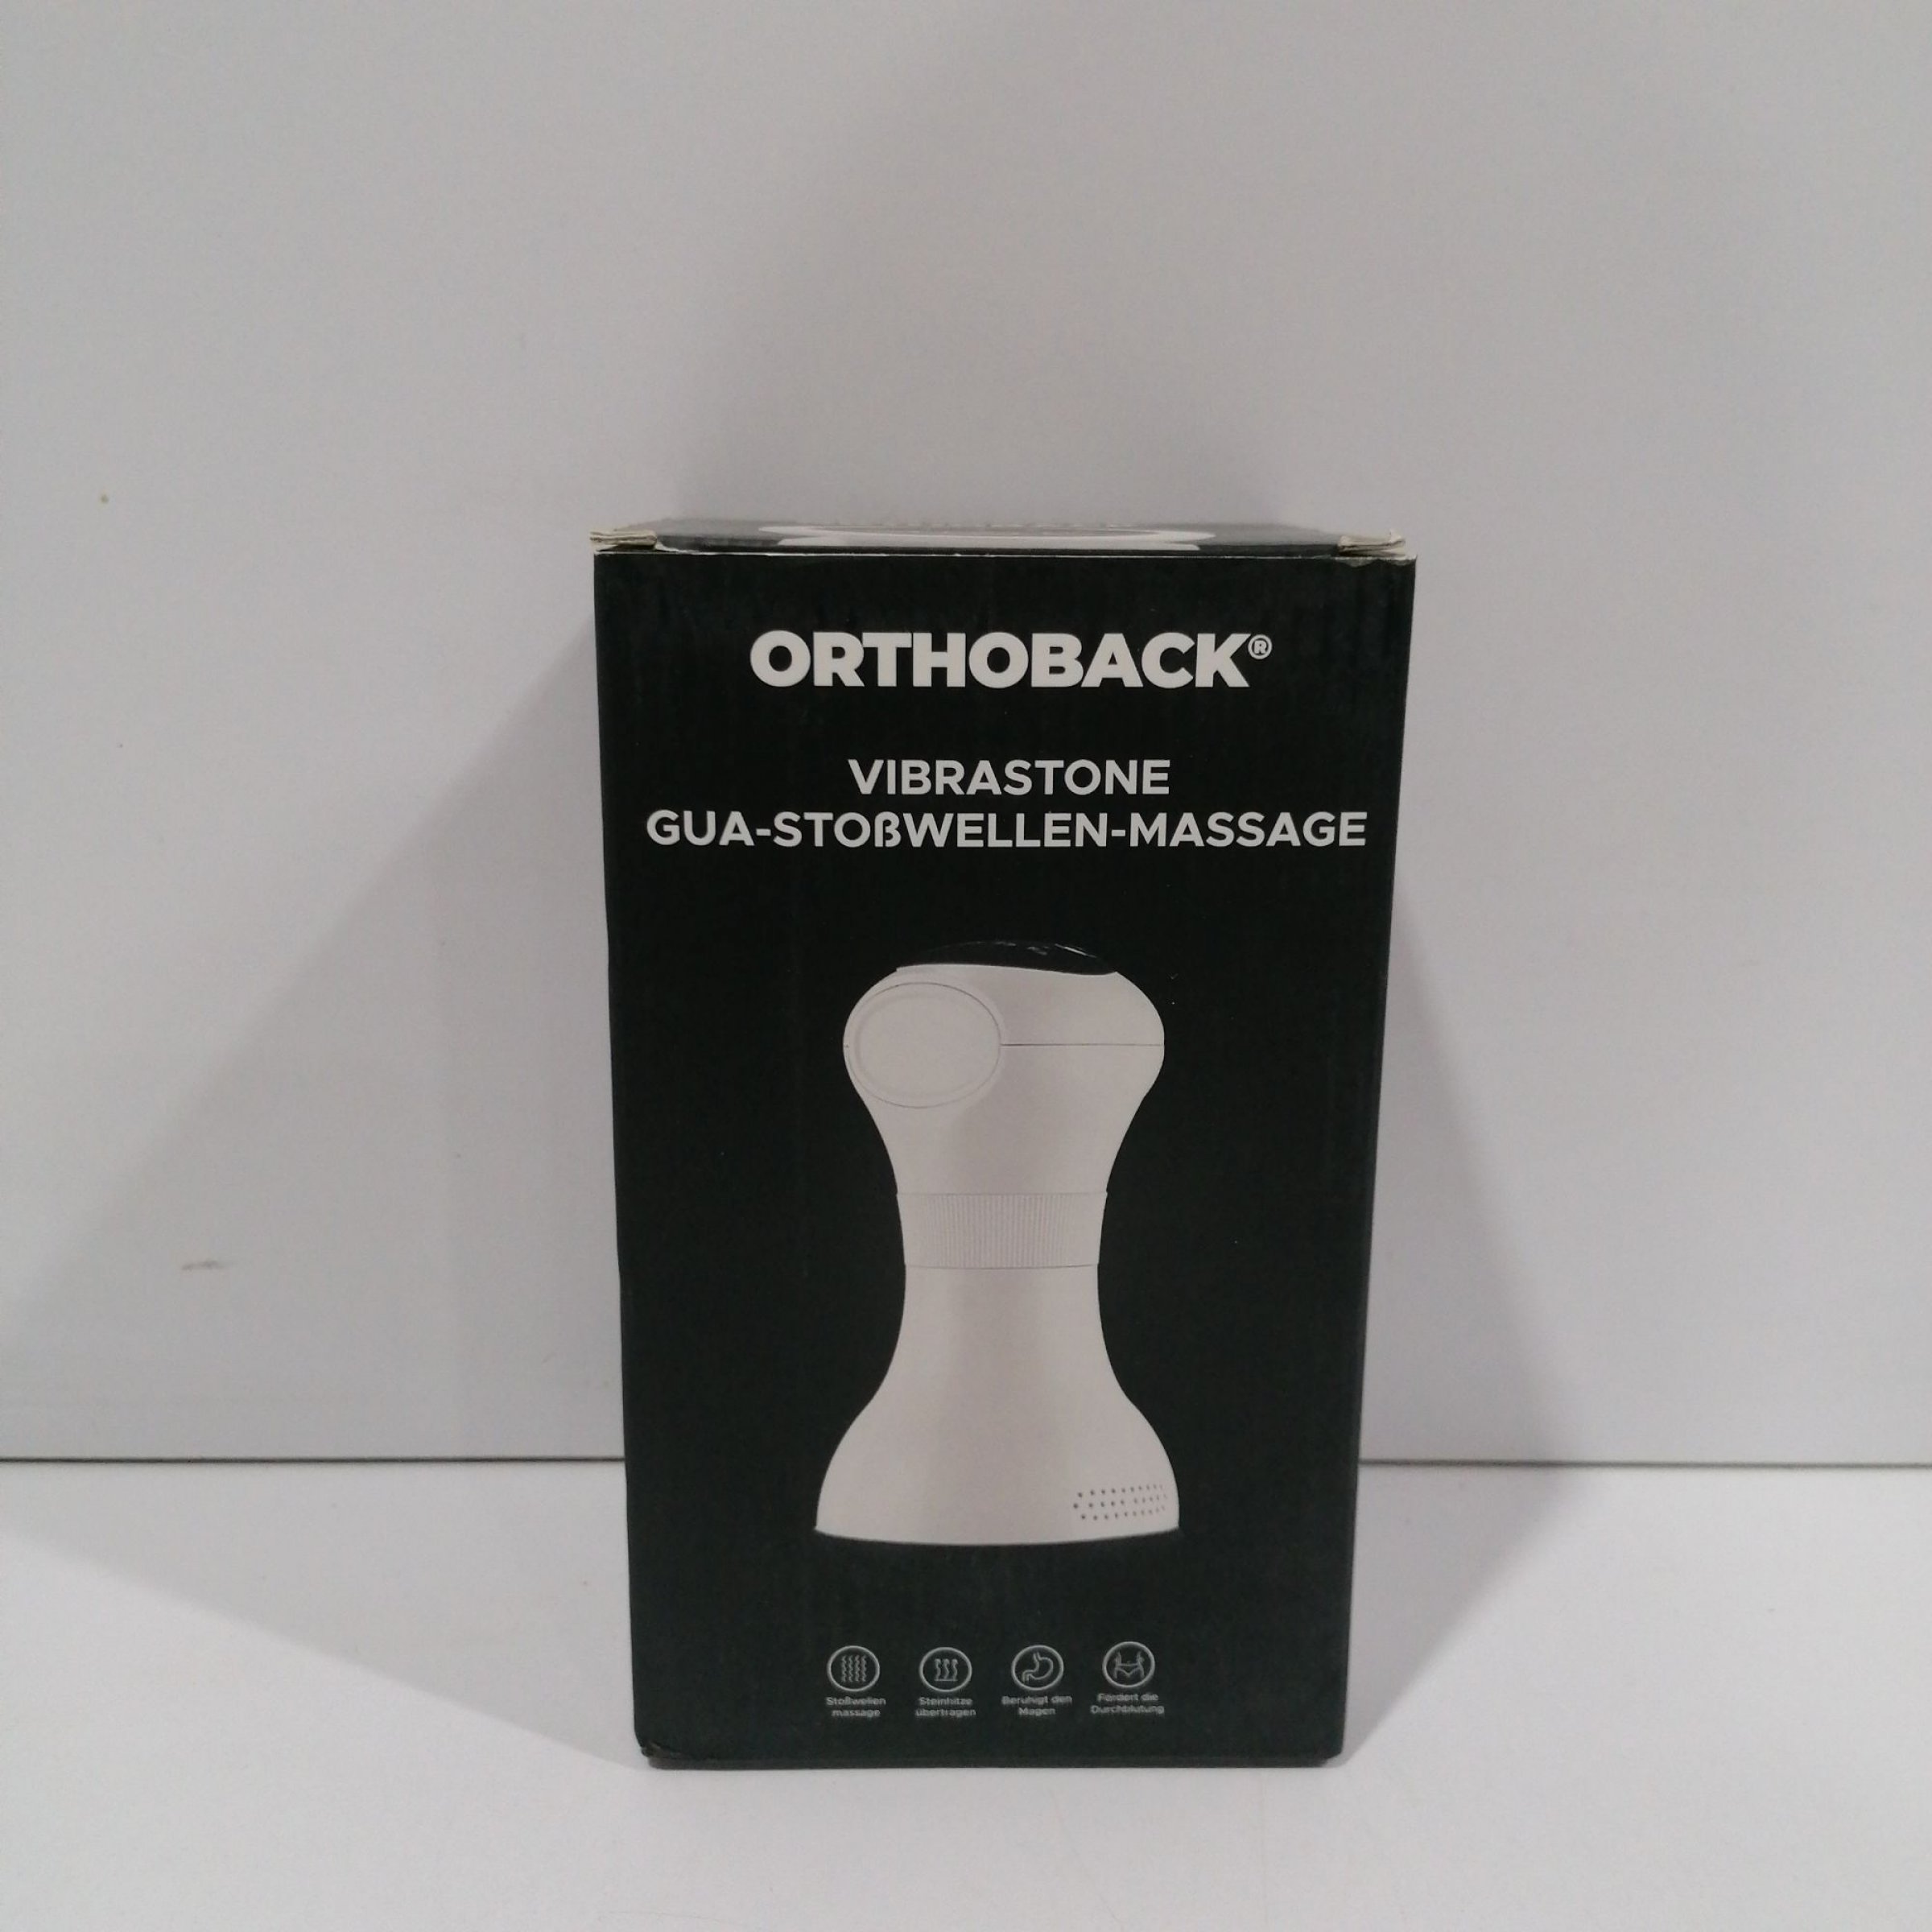 ORTHOBACK®
VIBRASTONE
GUA-STOßWELLEN-MASSAGE
Stoßwellen
massage
Steinhitze
übertragen
Beruhigt den
Magen
Fördert die
Durchblutung